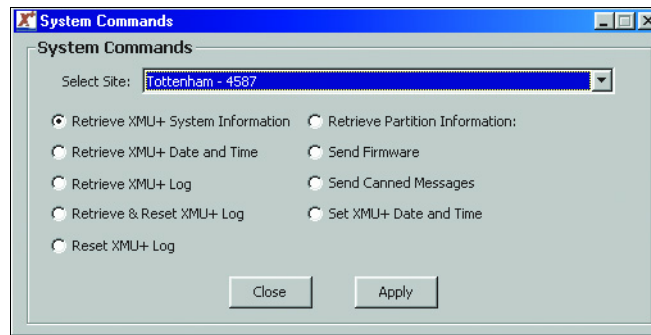 System Commands
System Commands
Select Site: Tottenham - 4587
Retrieve XMU+ System Information
Retrieve Partition Information:
Retrieve XMU+ Date and Time
Send Firmware
Retrieve XMU+ Log
Send Canned Messages
Retrieve & Reset XMU+ Log
Set XMU+ Date and Time
Reset XMU+ Log
Close
Apply